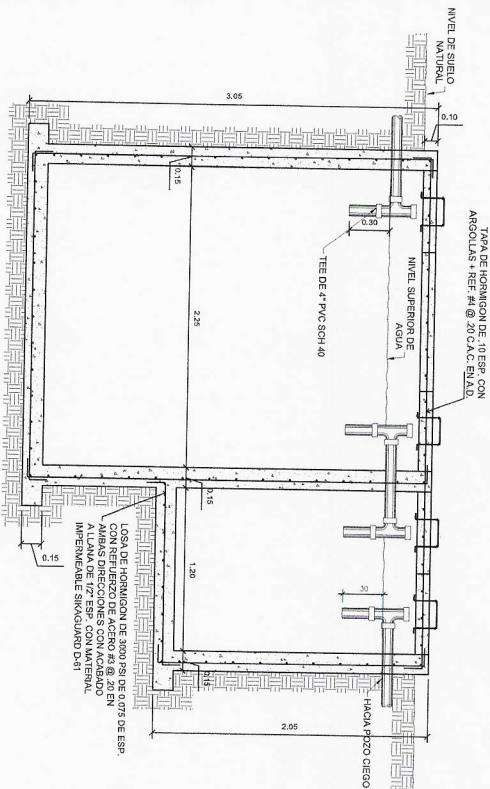 TAPA DE HORMIGON DE .10 ESP. CON
ARGOLLAS + REF. #4 @ .20 C.A.C. EN A.D.
NIVEL DE SUELO
NATURAL
0.10
3.05
0.15
0.30
TEE DE 4" PVC SCH 40
NIVEL SUPERIOR DE
AGUA
2.25
0.15
1.20
0.15
30
HACIA POZO CIEGO
2.05
0.15
LOSA DE HORMIGON DE 3000 PSI DE 0.075 DE ESP.
CON REFUERZO DE ACERO #3 @ .20 EN
AMBAS DIRECCIONES CON ACABADO
A LLANA DE 1/2" ESP. CON MATERIAL
IMPERMEABLE SIKAGUARD D-61